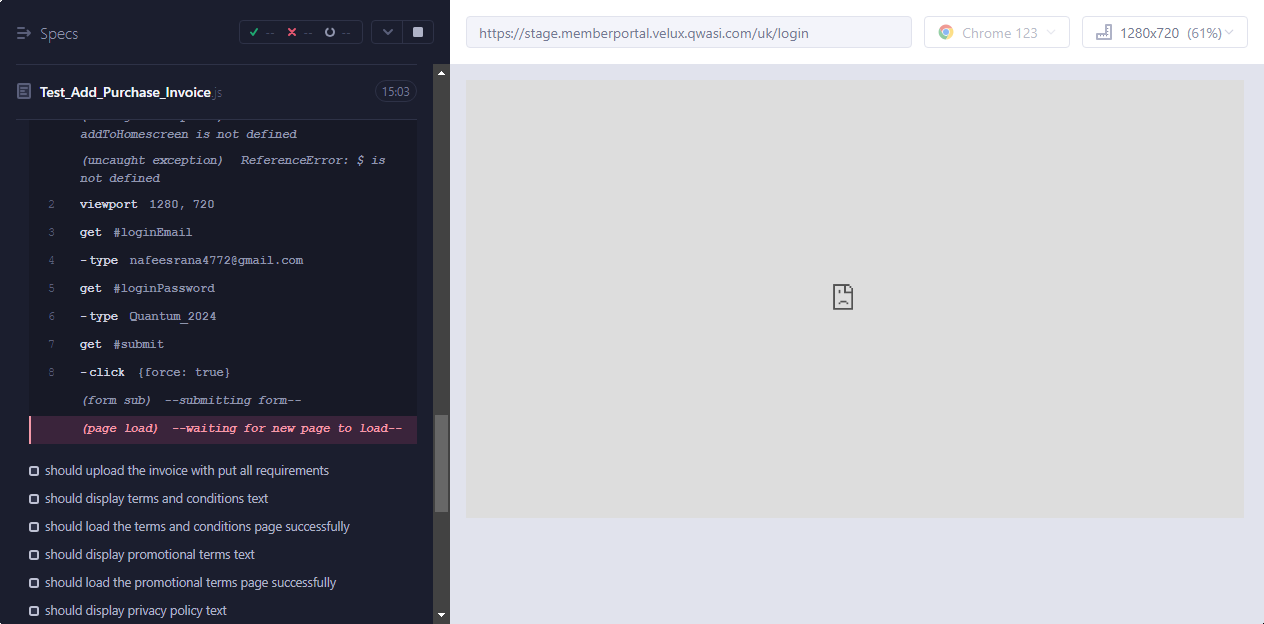 Specs
-- -- --
https://stage.memberportal.velux.qwasi.com/uk/login
Chrome 123
1280x720 (61%)
Test_Add_Purchase_Invoice.js
15:03
addToHomescreen is not defined
(uncaught exception) ReferenceError: $ is
not defined
2 viewport 1280, 720
3 get #loginEmail
4 -type nafeesrana4772@gmail.com
5 get #loginPassword
6 -type Quantum_2024
7 get #submit
8 -click {force: true}
(form sub) --submitting form--
(page load) --waiting for new page to load--
should upload the invoice with put all requirements
should display terms and conditions text
should load the terms and conditions page successfully
should display promotional terms text
should load the promotional terms page successfully
should display privacy policy text